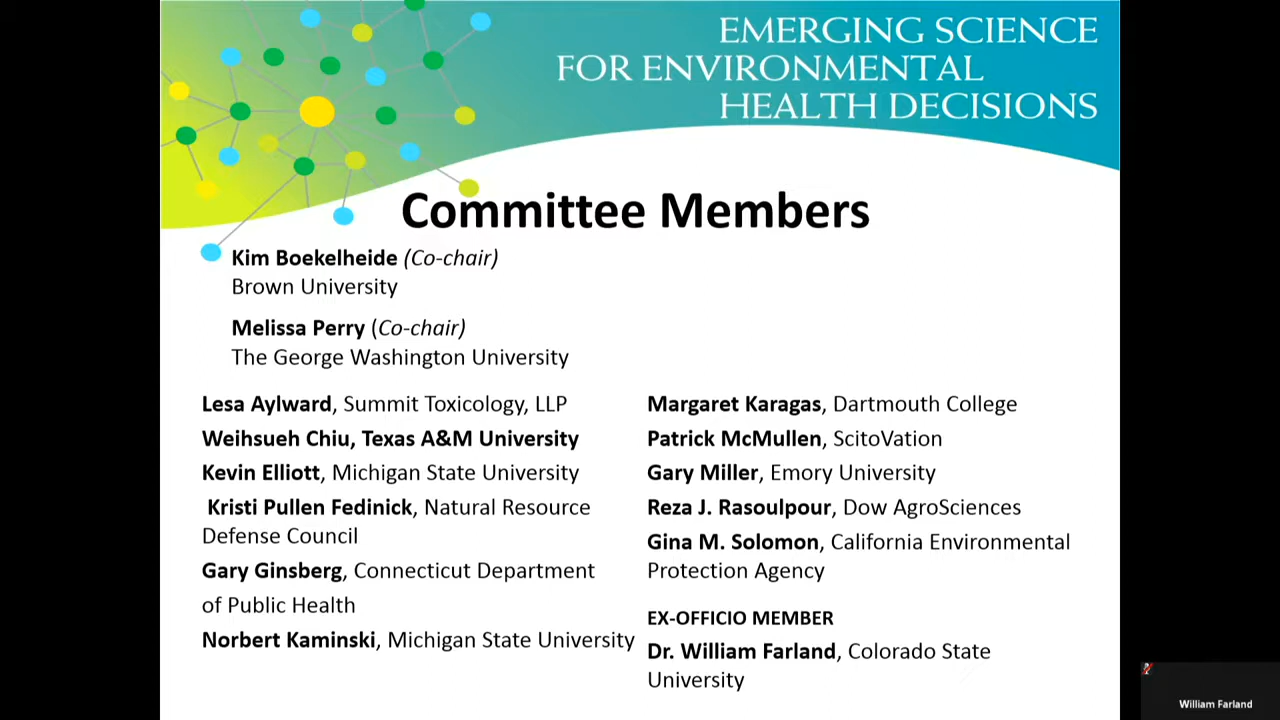 EMERGING SCIENCE
FOR ENVIRONMENTAL
HEALTH DECISIONS
Committee Members
Kim Boekelheide (Co-chair)
Brown University
Melissa Perry (Co-chair)
The George Washington University
Lesa Aylward, Summit Toxicology, LLP
Weihsueh Chiu, Texas A&M University
Kevin Elliott, Michigan State University
Kristi Pullen Fedinick, Natural Resource
Defense Council
Gary Ginsberg, Connecticut Department
of Public Health
Norbert Kaminski, Michigan State University
Margaret Karagas, Dartmouth College
Patrick McMullen, ScitoVation
Gary Miller, Emory University
Reza J. Rasoulpour, Dow AgroSciences
Gina M. Solomon, California Environmental
Protection Agency
EX-OFFICIO MEMBER
Dr. William Farland, Colorado State
University
William Farland